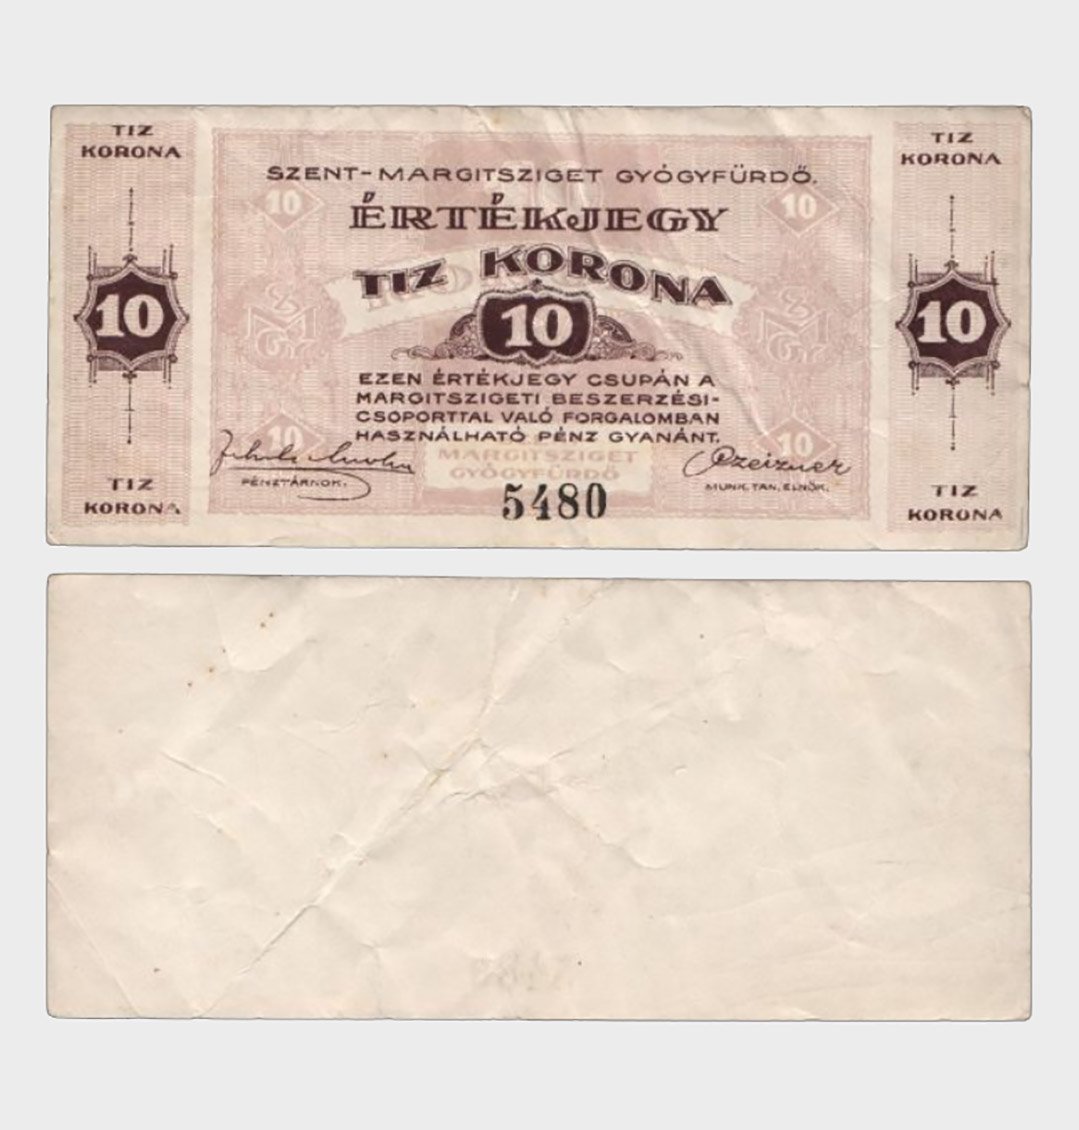 TIZ
KORONA
TIZ
KORONA
SZENT-MARGITSZIGET GYÓGYFÜRDŐ.
10
10
ÉRTÉKJEGY
TIZ KORONA
10
10
10
EZEN ÉRTÉKJEGY CSUPÁN A
MARGITSZIGETI BESZERZÉSI-
CSOPORTTAL VALÓ FORGALOMBAN
HASZNÁLHATÓ PÉNZ GYANÁNT.
10
10
MARGITSZIGET
GYÓGYFÜRDŐ
PÉNZTÁRNOK.
MUNK. TAN. ELNÖK.
5480
TIZ
KORONA
TIZ
KORONA